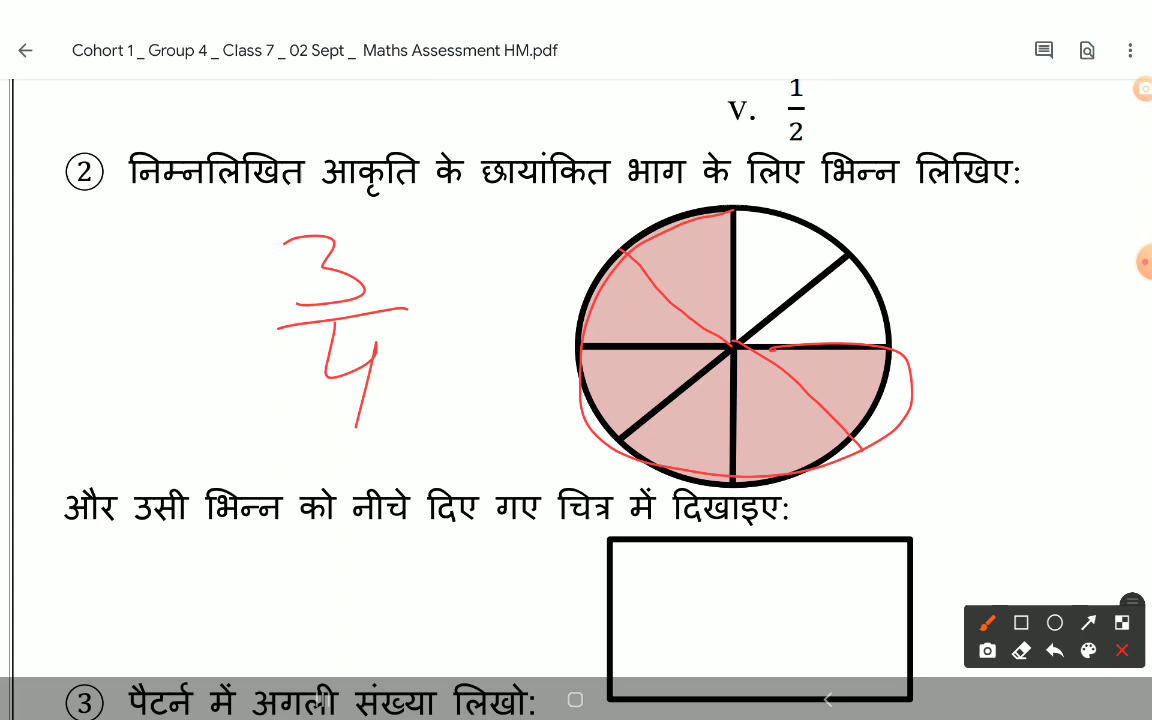 Cohort 1 _ Group 4 _ Class 7 _ 02 Sept _ Maths Assessment HM.pdf
v. 1/2
② निम्नलिखित आकृति के छायांकित भाग के लिए भिन्न लिखिए:
3/4
और उसी भिन्न को नीचे दिए गए चित्र में दिखाइए:
③ पैटर्न में अगली संख्या लिखो: